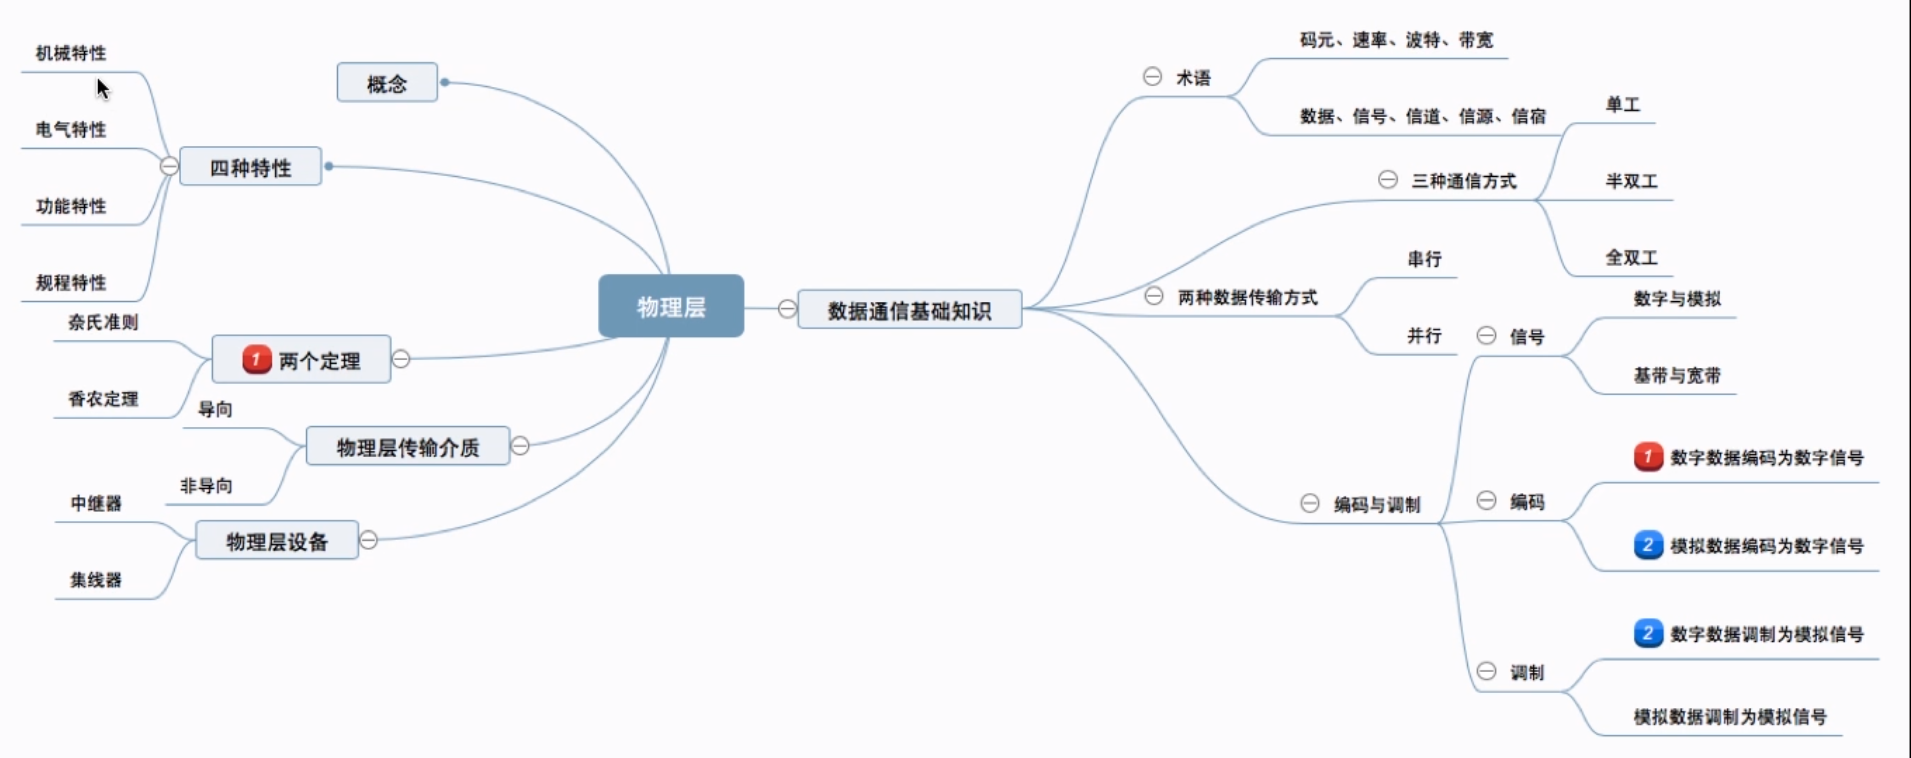 物理层
概念
四种特性
机械特性
电气特性
功能特性
规程特性
1 两个定理
奈氏准则
香农定理
物理层传输介质
导向
非导向
物理层设备
中继器
集线器
数据通信基础知识
术语
码元、速率、波特、带宽
数据、信号、信道、信源、信宿
三种通信方式
单工
半双工
全双工
两种数据传输方式
串行
并行
编码与调制
信号
数字与模拟
基带与宽带
编码
1 数字数据编码为数字信号
2 模拟数据编码为数字信号
调制
2 数字数据调制为模拟信号
模拟数据调制为模拟信号